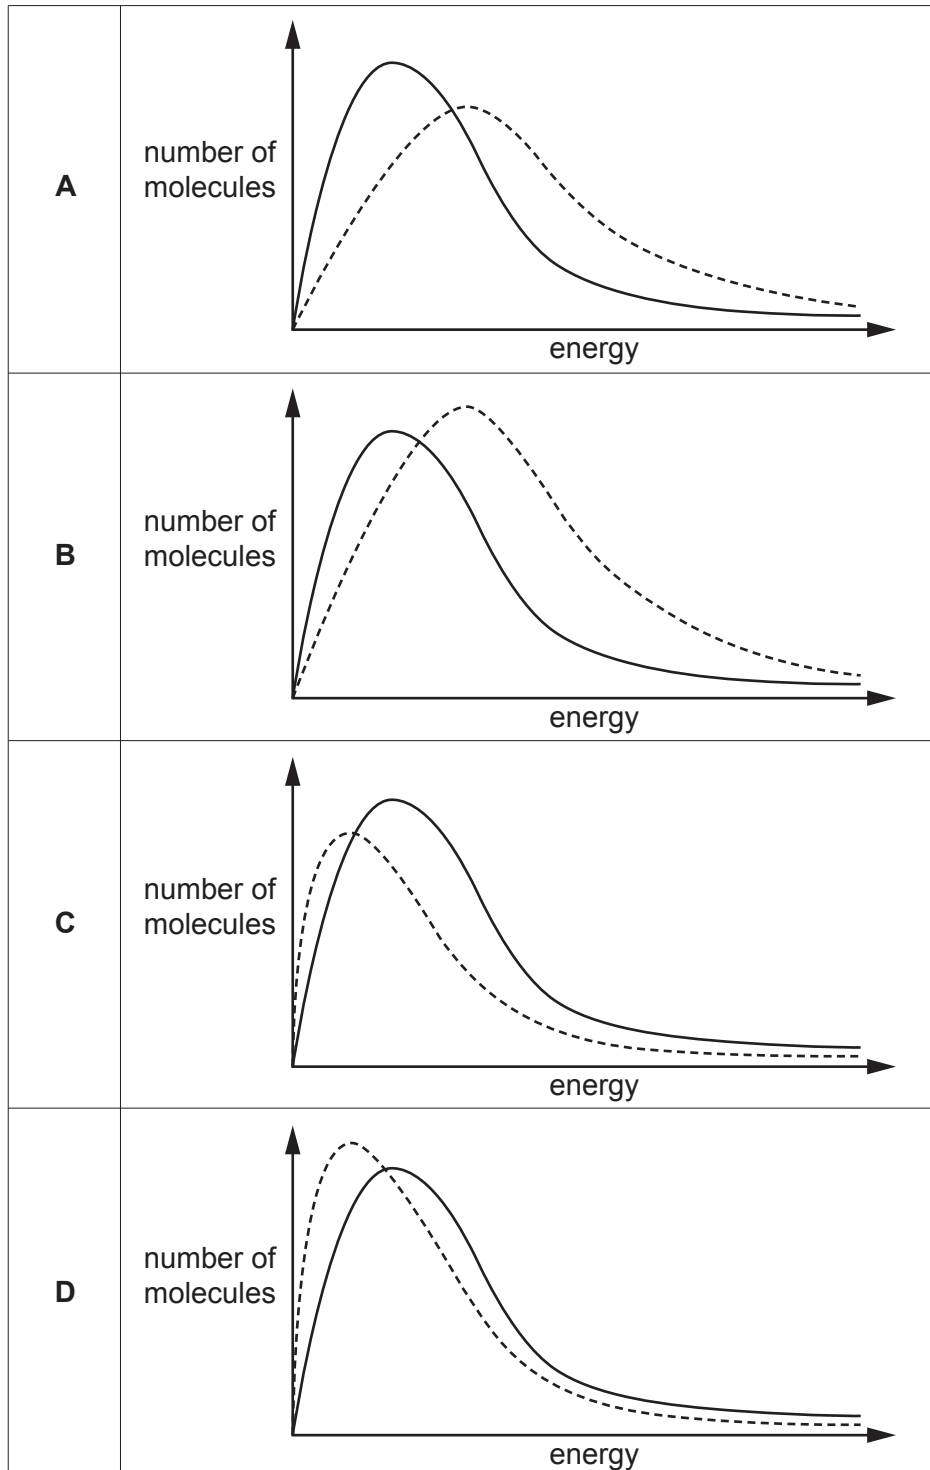 A
number of
molecules
energy
B
number of
molecules
energy
C
number of
molecules
energy
D
number of
molecules
energy